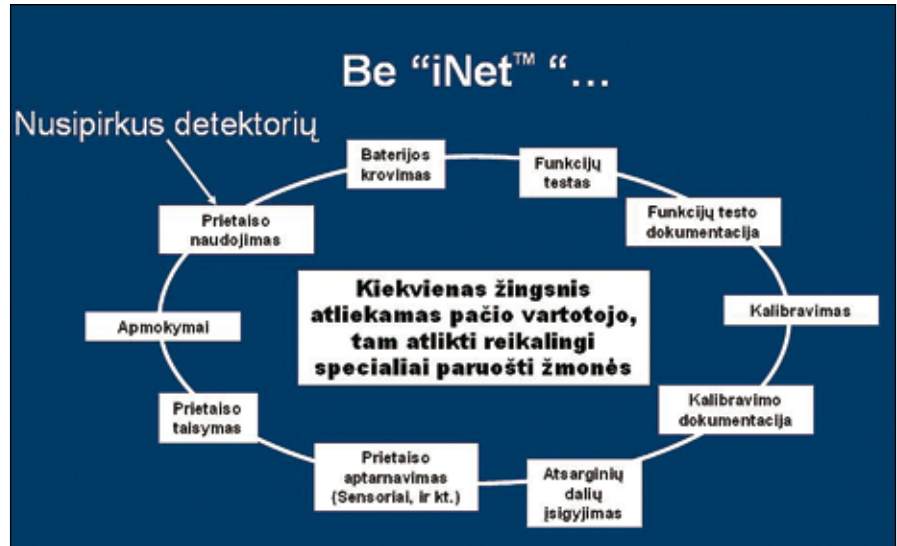 Be “iNet™ “...
Nusipirkus detektorių
Baterijos
krovimas
Funkcijų
testas
Funkcijų testo
dokumentacija
Prietaiso
naudojimas
Kiekvienas žingsnis
atliekamas pačio vartotojo,
tam atlikti reikalingi
specialiai paruošti žmonės
Kalibravimas
Apmokymai
Kalibravimo
dokumentacija
Prietaiso
taisymas
Prietaiso
aptarnavimas
(Sensoriai, ir kt.)
Atsarginių
dalių
įsigyjimas